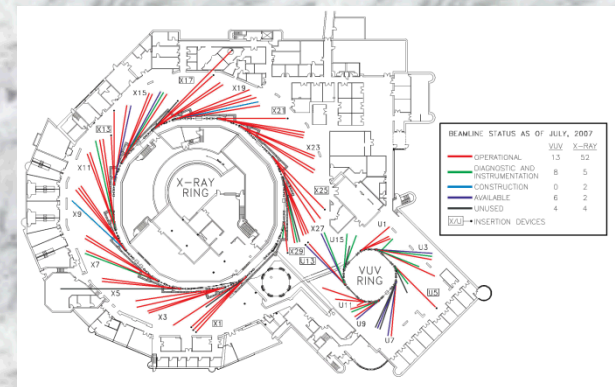 X17
X15
X19
X21
X13
X23
X11
X-RAY
RING
X25
X9
X27
X29
U13
U15
U1
U3
X7
VUV
RING
X5
U5
U11
X3
U9
X1
U7
BEAMLINE STATUS AS OF JULY, 2007
VUV X-RAY
OPERATIONAL 13 52
DIAGNOSTIC AND
INSTRUMENTATION 8 5
CONSTRUCTION 0 2
AVAILABLE 6 2
UNUSED 4 4
X/U INSERTION DEVICES